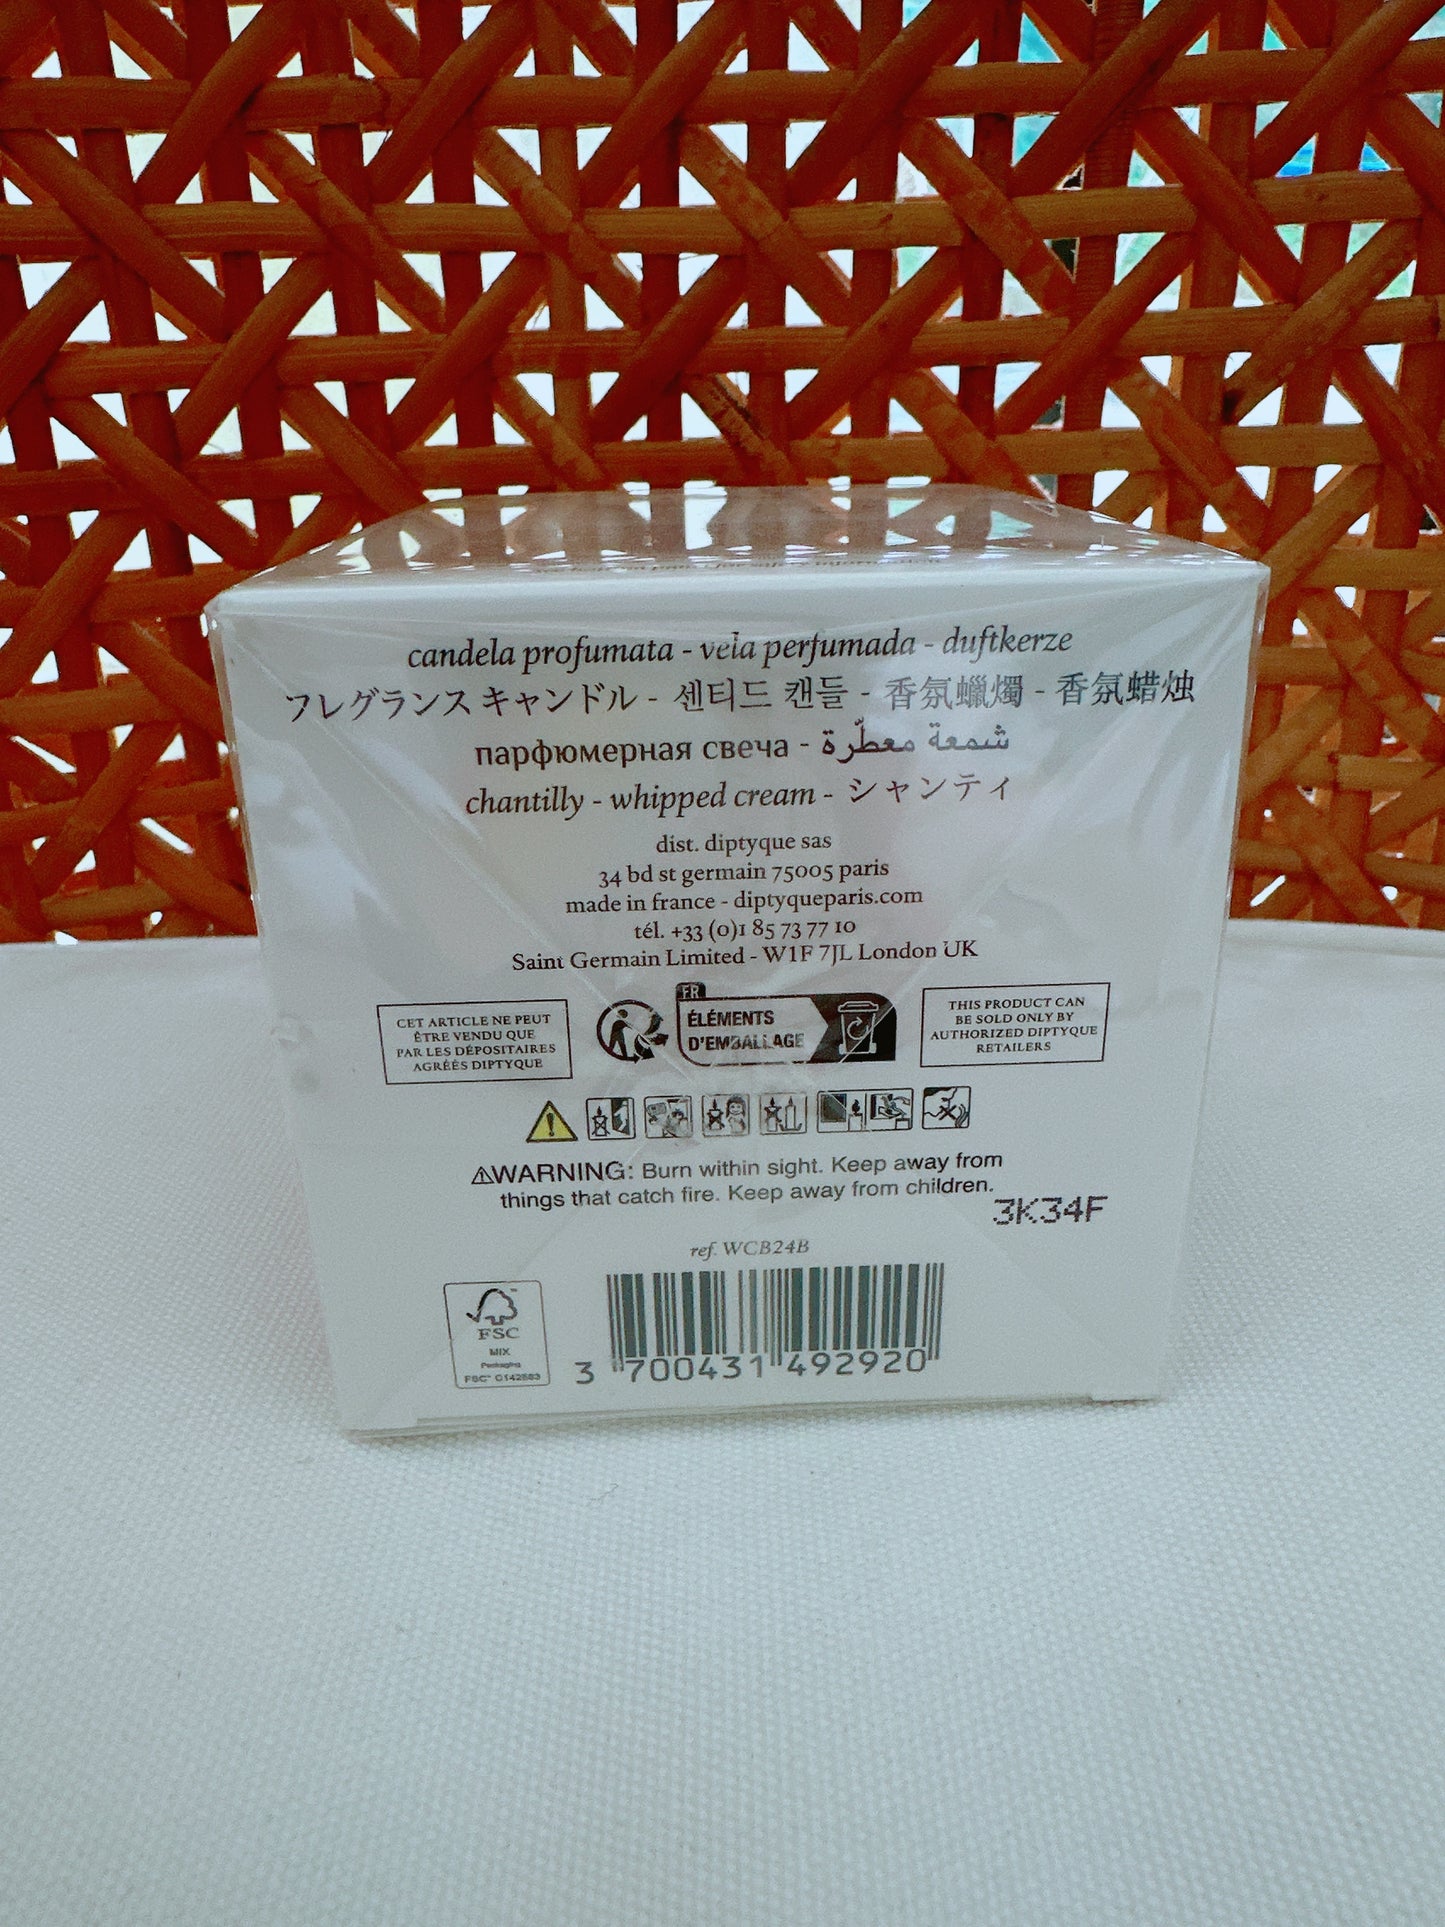 candela profumata - vela perfumada - duftkerze
フレグランス キャンドル - 센티드 캔들 - 香氛蠟燭 - 香氛蜡烛
парфюмерная свеча - شمعة معطّرة
chantilly - whipped cream - シャンティ
dist. diptyque sas
34 bd st germain 75005 paris
made in france - diptyqueparis.com
tél. +33 (0)1 85 73 77 10
Saint Germain Limited - W1F 7JL London UK
CET ARTICLE NE PEUT
ÊTRE VENDU QUE
PAR LES DÉPOSITAIRES
AGRÉÉS DIPTYQUE
FR
ÉLÉMENTS
D'EMBALLAGE
THIS PRODUCT CAN
BE SOLD ONLY BY
AUTHORIZED DIPTYQUE
RETAILERS
⚠WARNING: Burn within sight. Keep away from
things that catch fire. Keep away from children.
3K34F
ref. WCB24B
FSC
MIX
Packaging
FSC® C142583
3 700431 492920